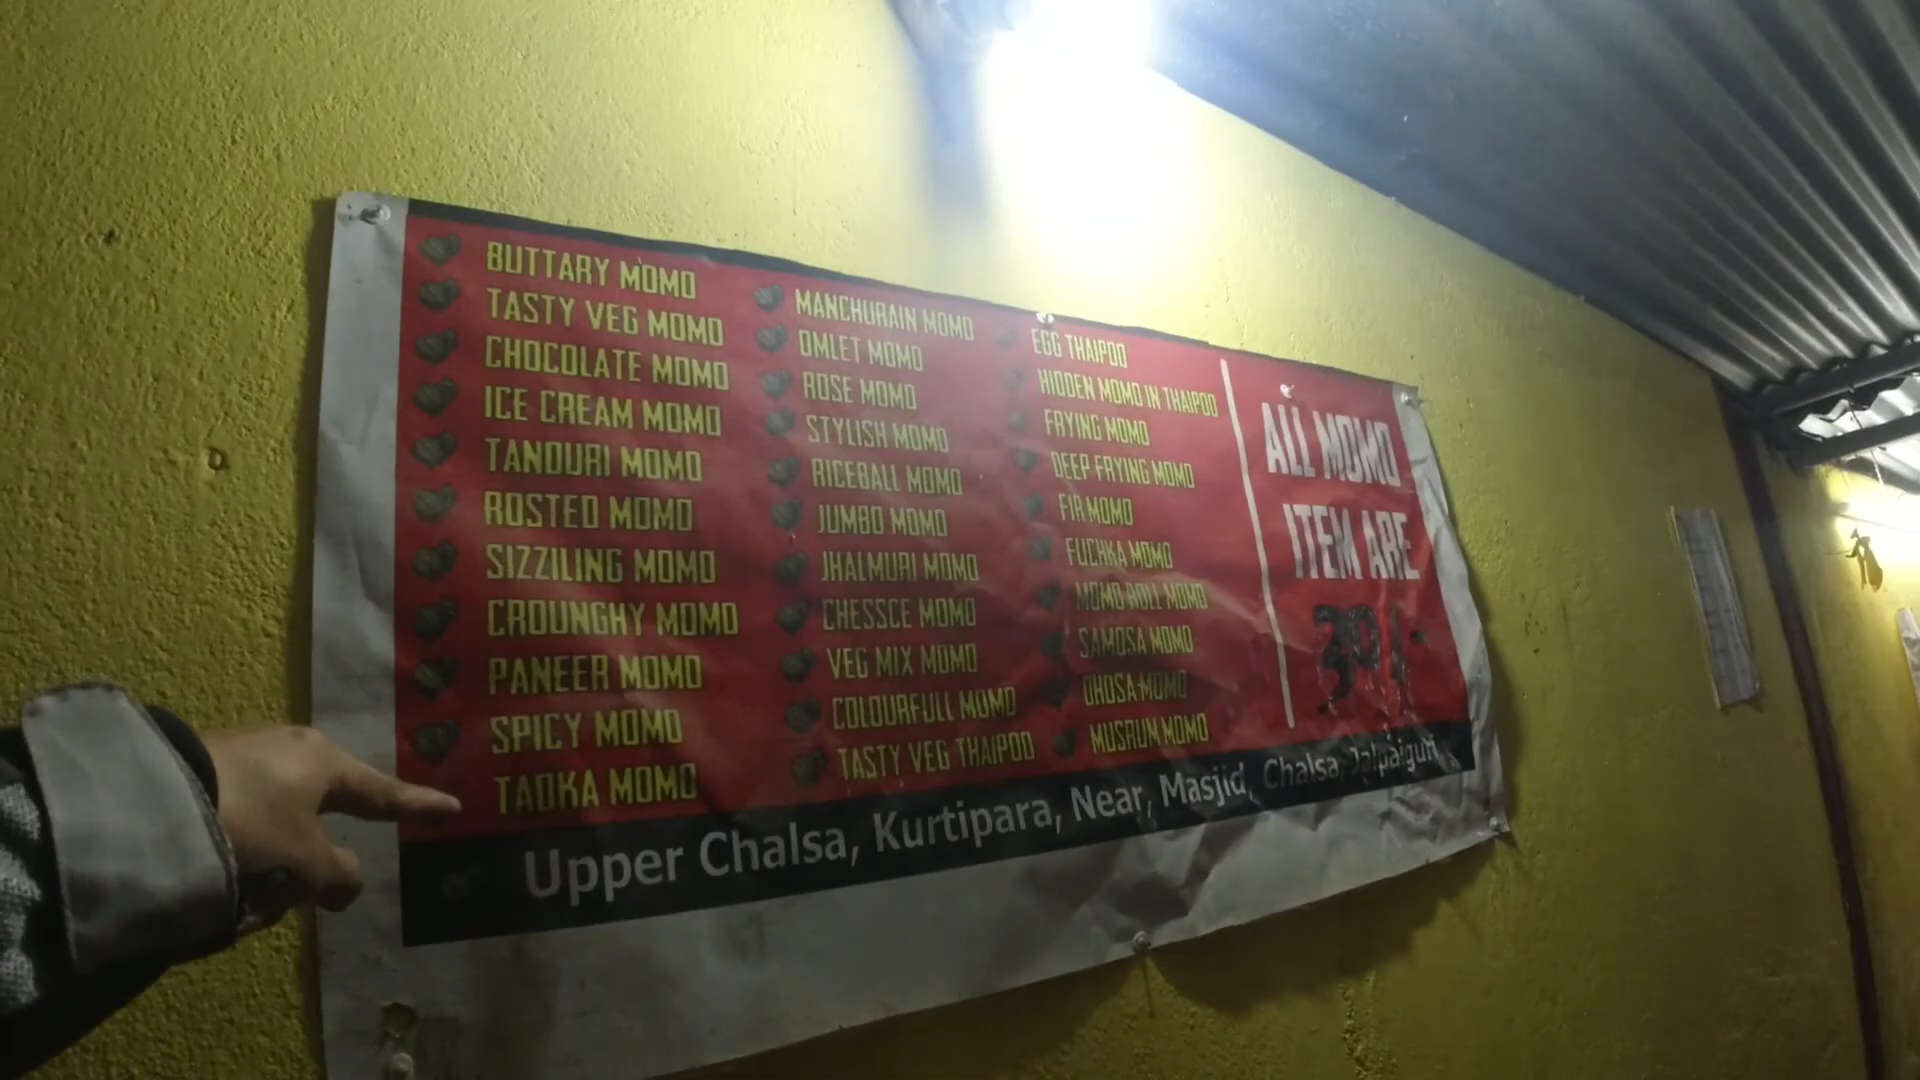 BUTTARY MOMO
TASTY VEG MOMO
CHOCOLATE MOMO
ICE CREAM MOMO
TANOURI MOMO
ROSTED MOMO
SIZZILING MOMO
CROUNGHY MOMO
PANEER MOMO
SPICY MOMO
TADKA MOMO
MANCHURAIN MOMO
OMLET MOMO
ROSE MOMO
STYLISH MOMO
RICEBALL MOMO
JUMBO MOMO
JHALMURI MOMO
CHESSCE MOMO
VEG MIX MOMO
COLOURFULL MOMO
TASTY VEG THAIPOO
EGG THAIPOO
HIDDEN MOMO IN THAIPOO
FRYING MOMO
DEEP FRYING MOMO
FIR MOMO
FUCHKA MOMO
MOMO ROLL MOMO
SAMOSA MOMO
DHOSA MOMO
MUSRUM MOMO
ALL MOMO
ITEM ARE
39/-
Upper Chalsa, Kurtipara, Near, Masjid, Chalsa Jalpaiguri